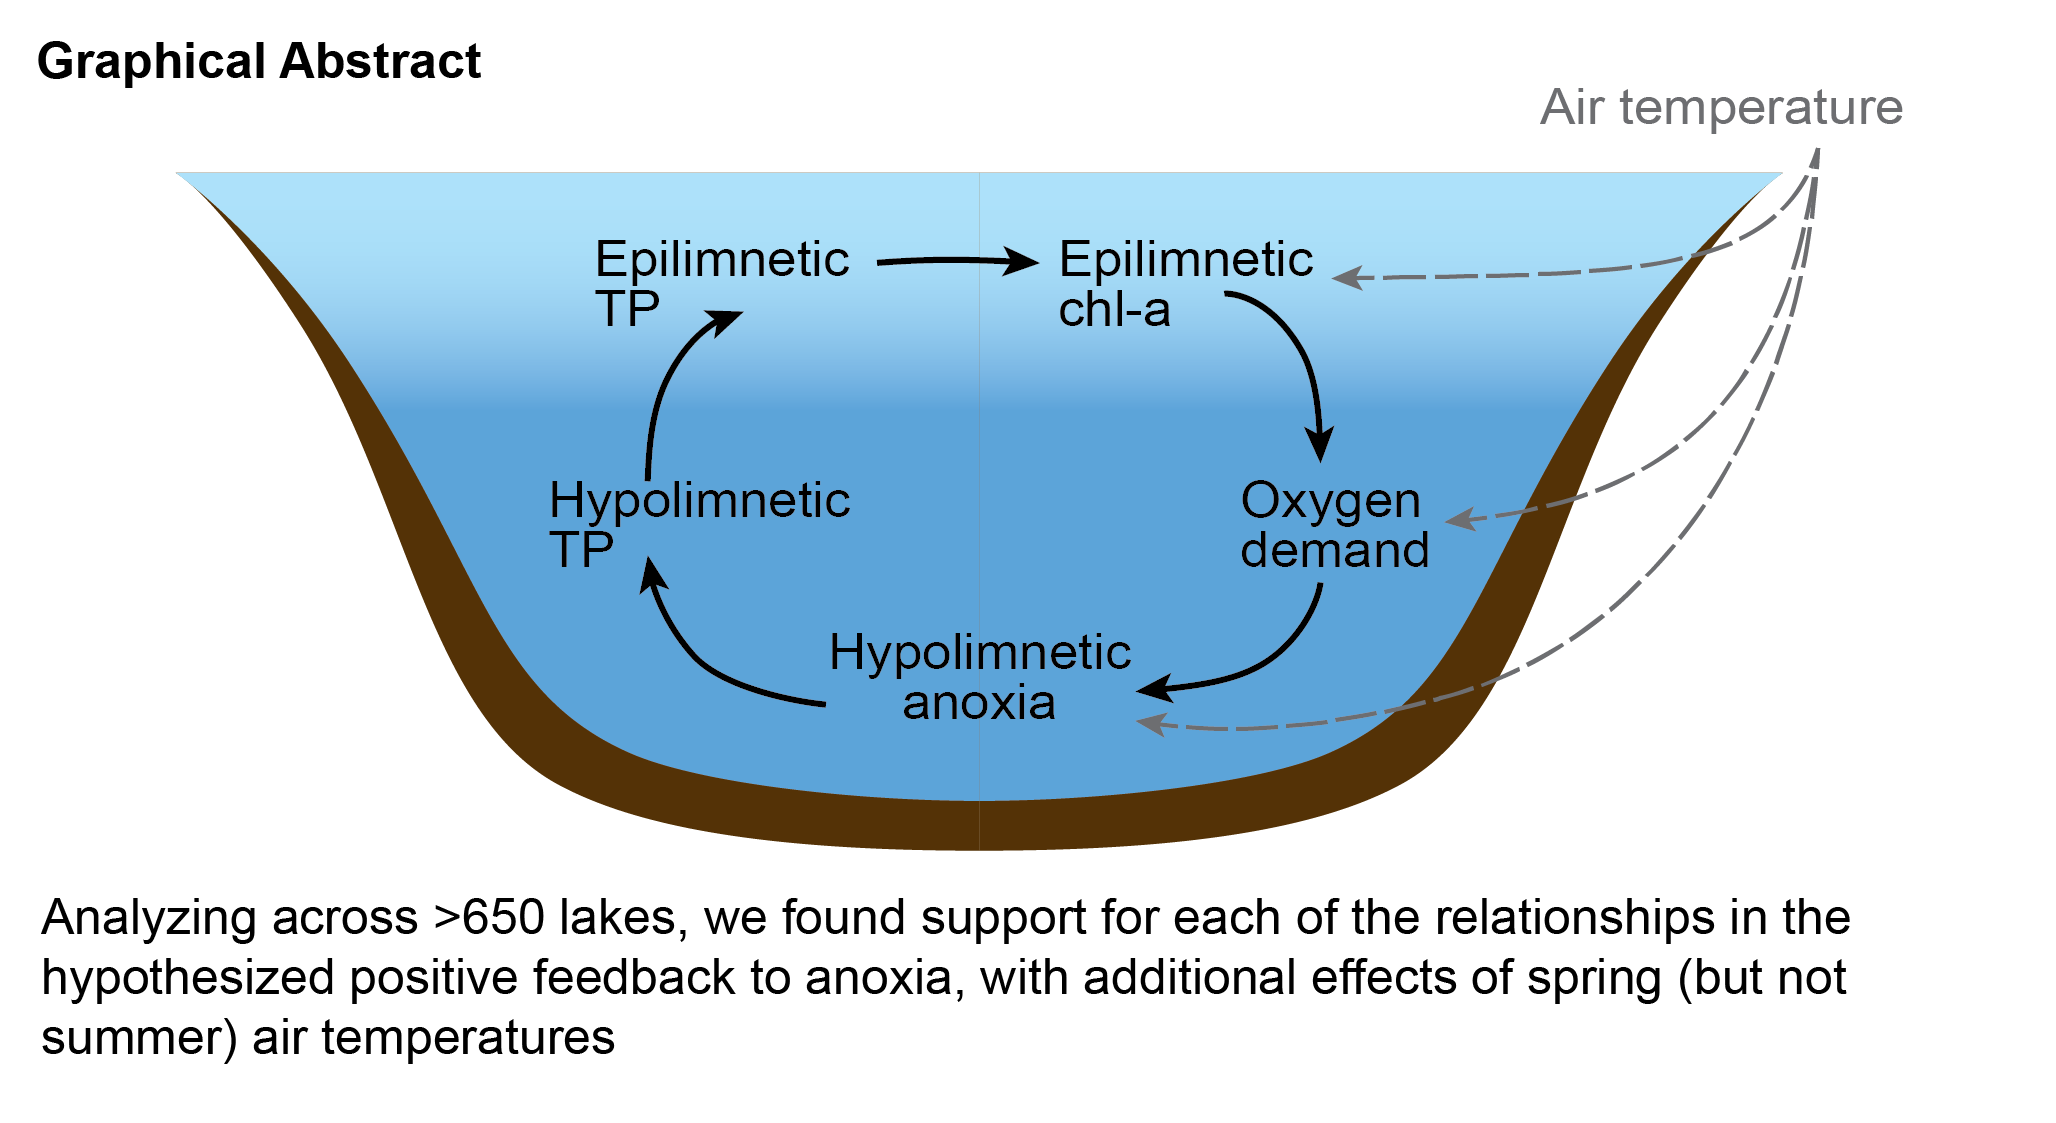 Graphical Abstract
Air temperature
Epilimnetic
TP
Epilimnetic
chl-a
Hypolimnetic
TP
Oxygen
demand
Hypolimnetic
anoxia
Analyzing across >650 lakes, we found support for each of the relationships in the
hypothesized positive feedback to anoxia, with additional effects of spring (but not
summer) air temperatures